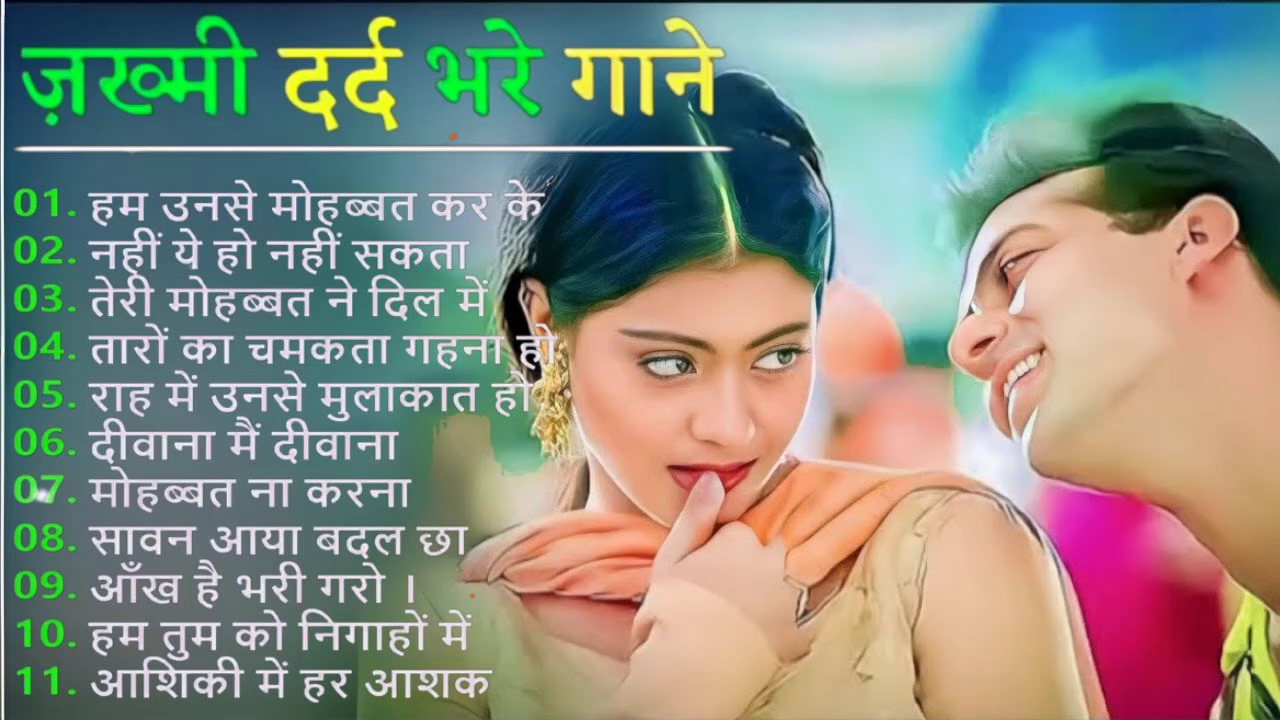 ज़ख्मी दर्द भरे गाने
01. हम उनसे मोहब्बत कर के
02. नहीं ये हो नहीं सकता
03. तेरी मोहब्बत ने दिल में
04. तारों का चमकता गहना हो
05. राह में उनसे मुलाकात हो
06. दीवाना मैं दीवाना
07. मोहब्बत ना करना
08. सावन आया बदल छा
09. आँख है भरी गरो ।
10. हम तुम को निगाहों में
11. आशिकी में हर आशक